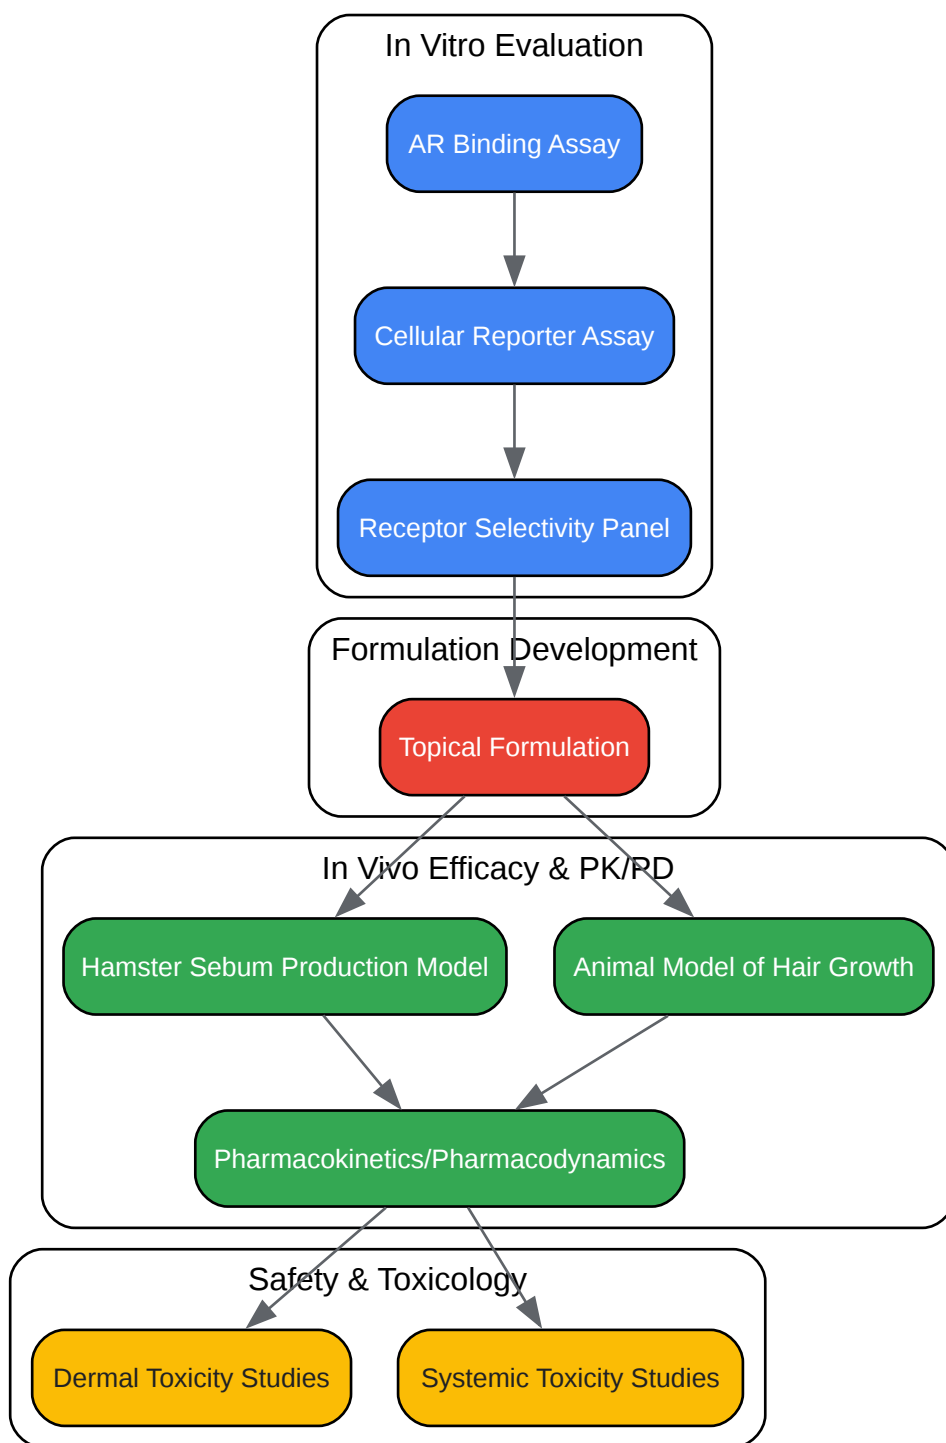 In Vitro Evaluation
AR Binding Assay
Cellular Reporter Assay
Receptor Selectivity Panel
Formulation Development
Topical Formulation
In Vivo Efficacy & PK/PD
Hamster Sebum Production Model
Animal Model of Hair Growth
Pharmacokinetics/Pharmacodynamics
Safety & Toxicology
Dermal Toxicity Studies
Systemic Toxicity Studies